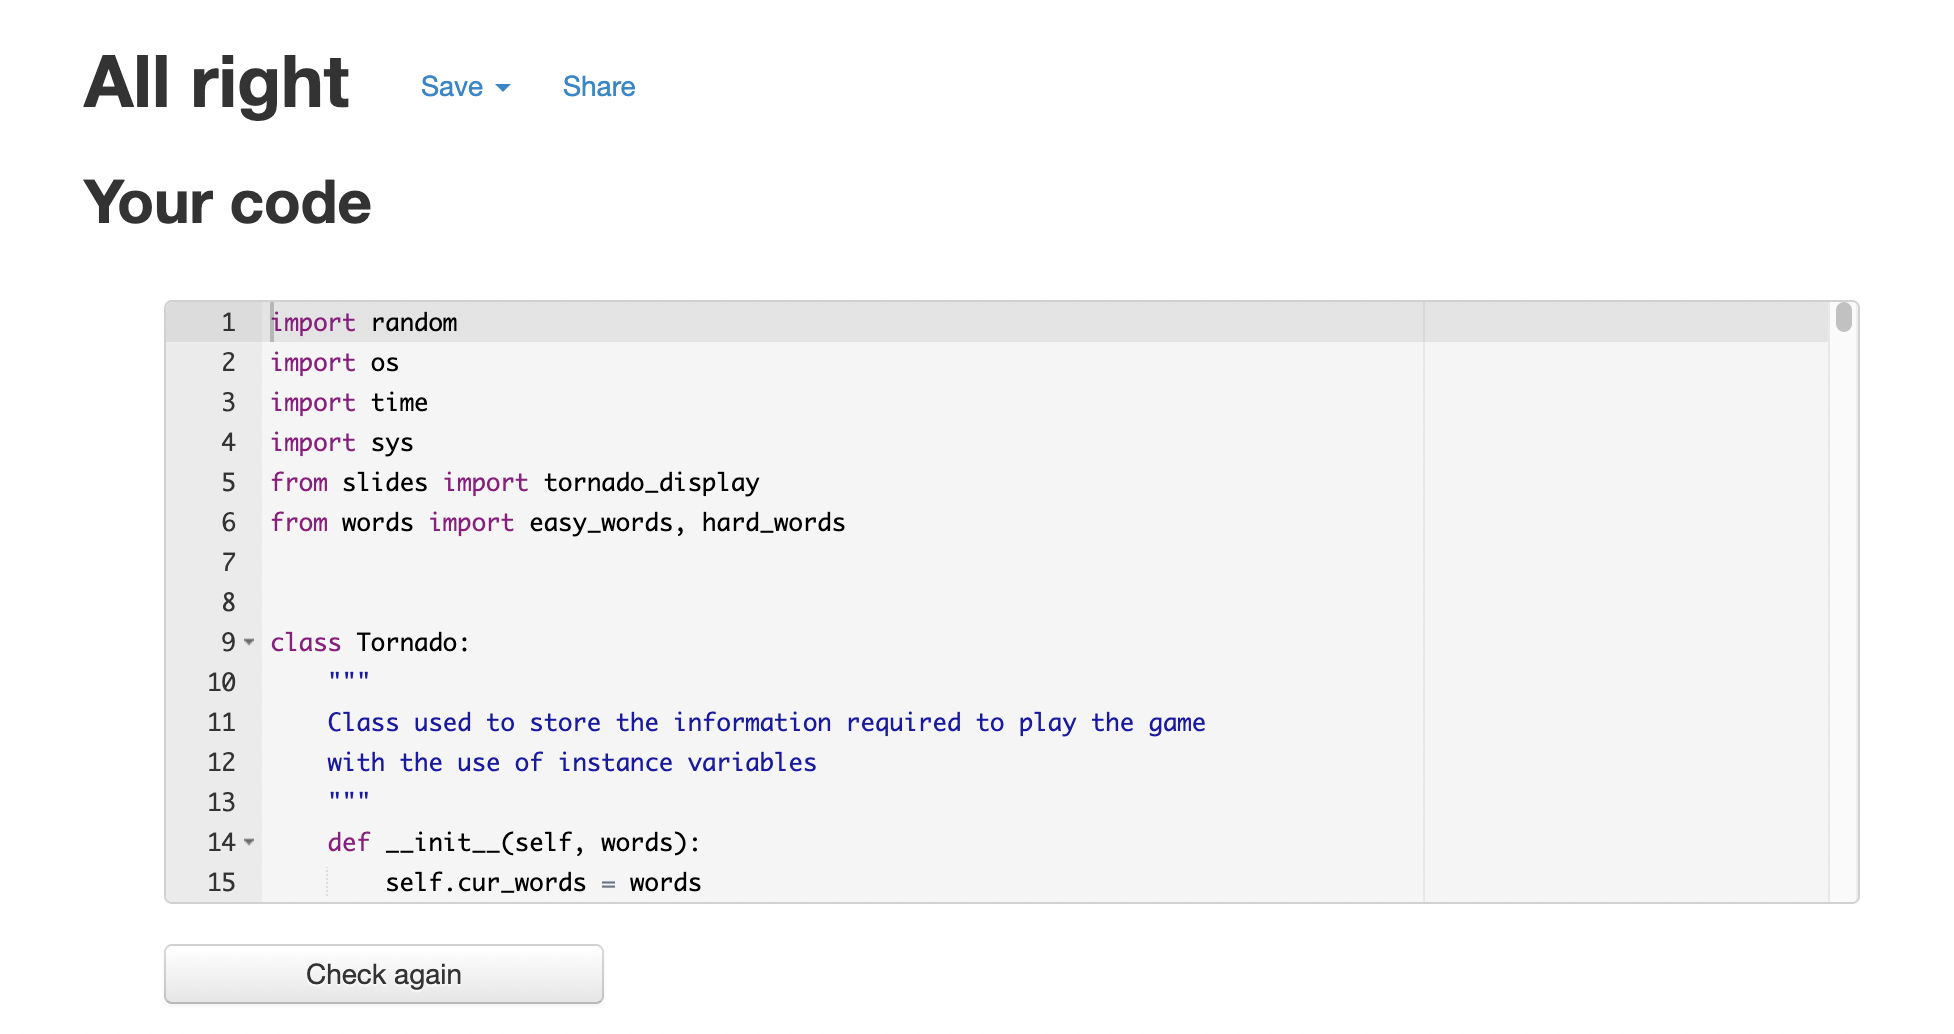 All right Save Share
Your code
1 import random
2 import os
3 import time
4 import sys
5 from slides import tornado_display
6 from words import easy_words, hard_words
7
8
9 class Tornado:
10     """
11     Class used to store the information required to play the game
12     with the use of instance variables
13     """
14     def __init__(self, words):
15         self.cur_words = words
Check again